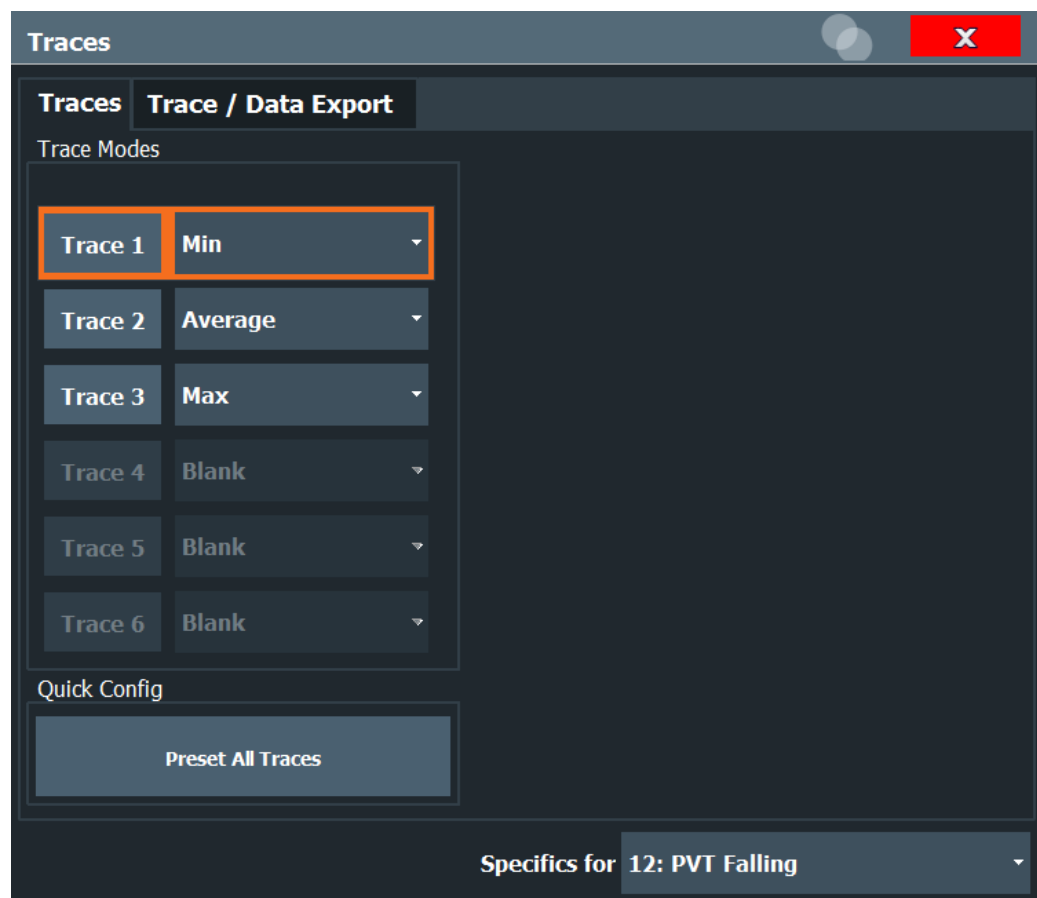 Traces
X
Traces Trace / Data Export
Trace Modes
Trace 1 Min
Trace 2 Average
Trace 3 Max
Trace 4 Blank
Trace 5 Blank
Trace 6 Blank
Quick Config
Preset All Traces
Specifics for 12: PVT Falling